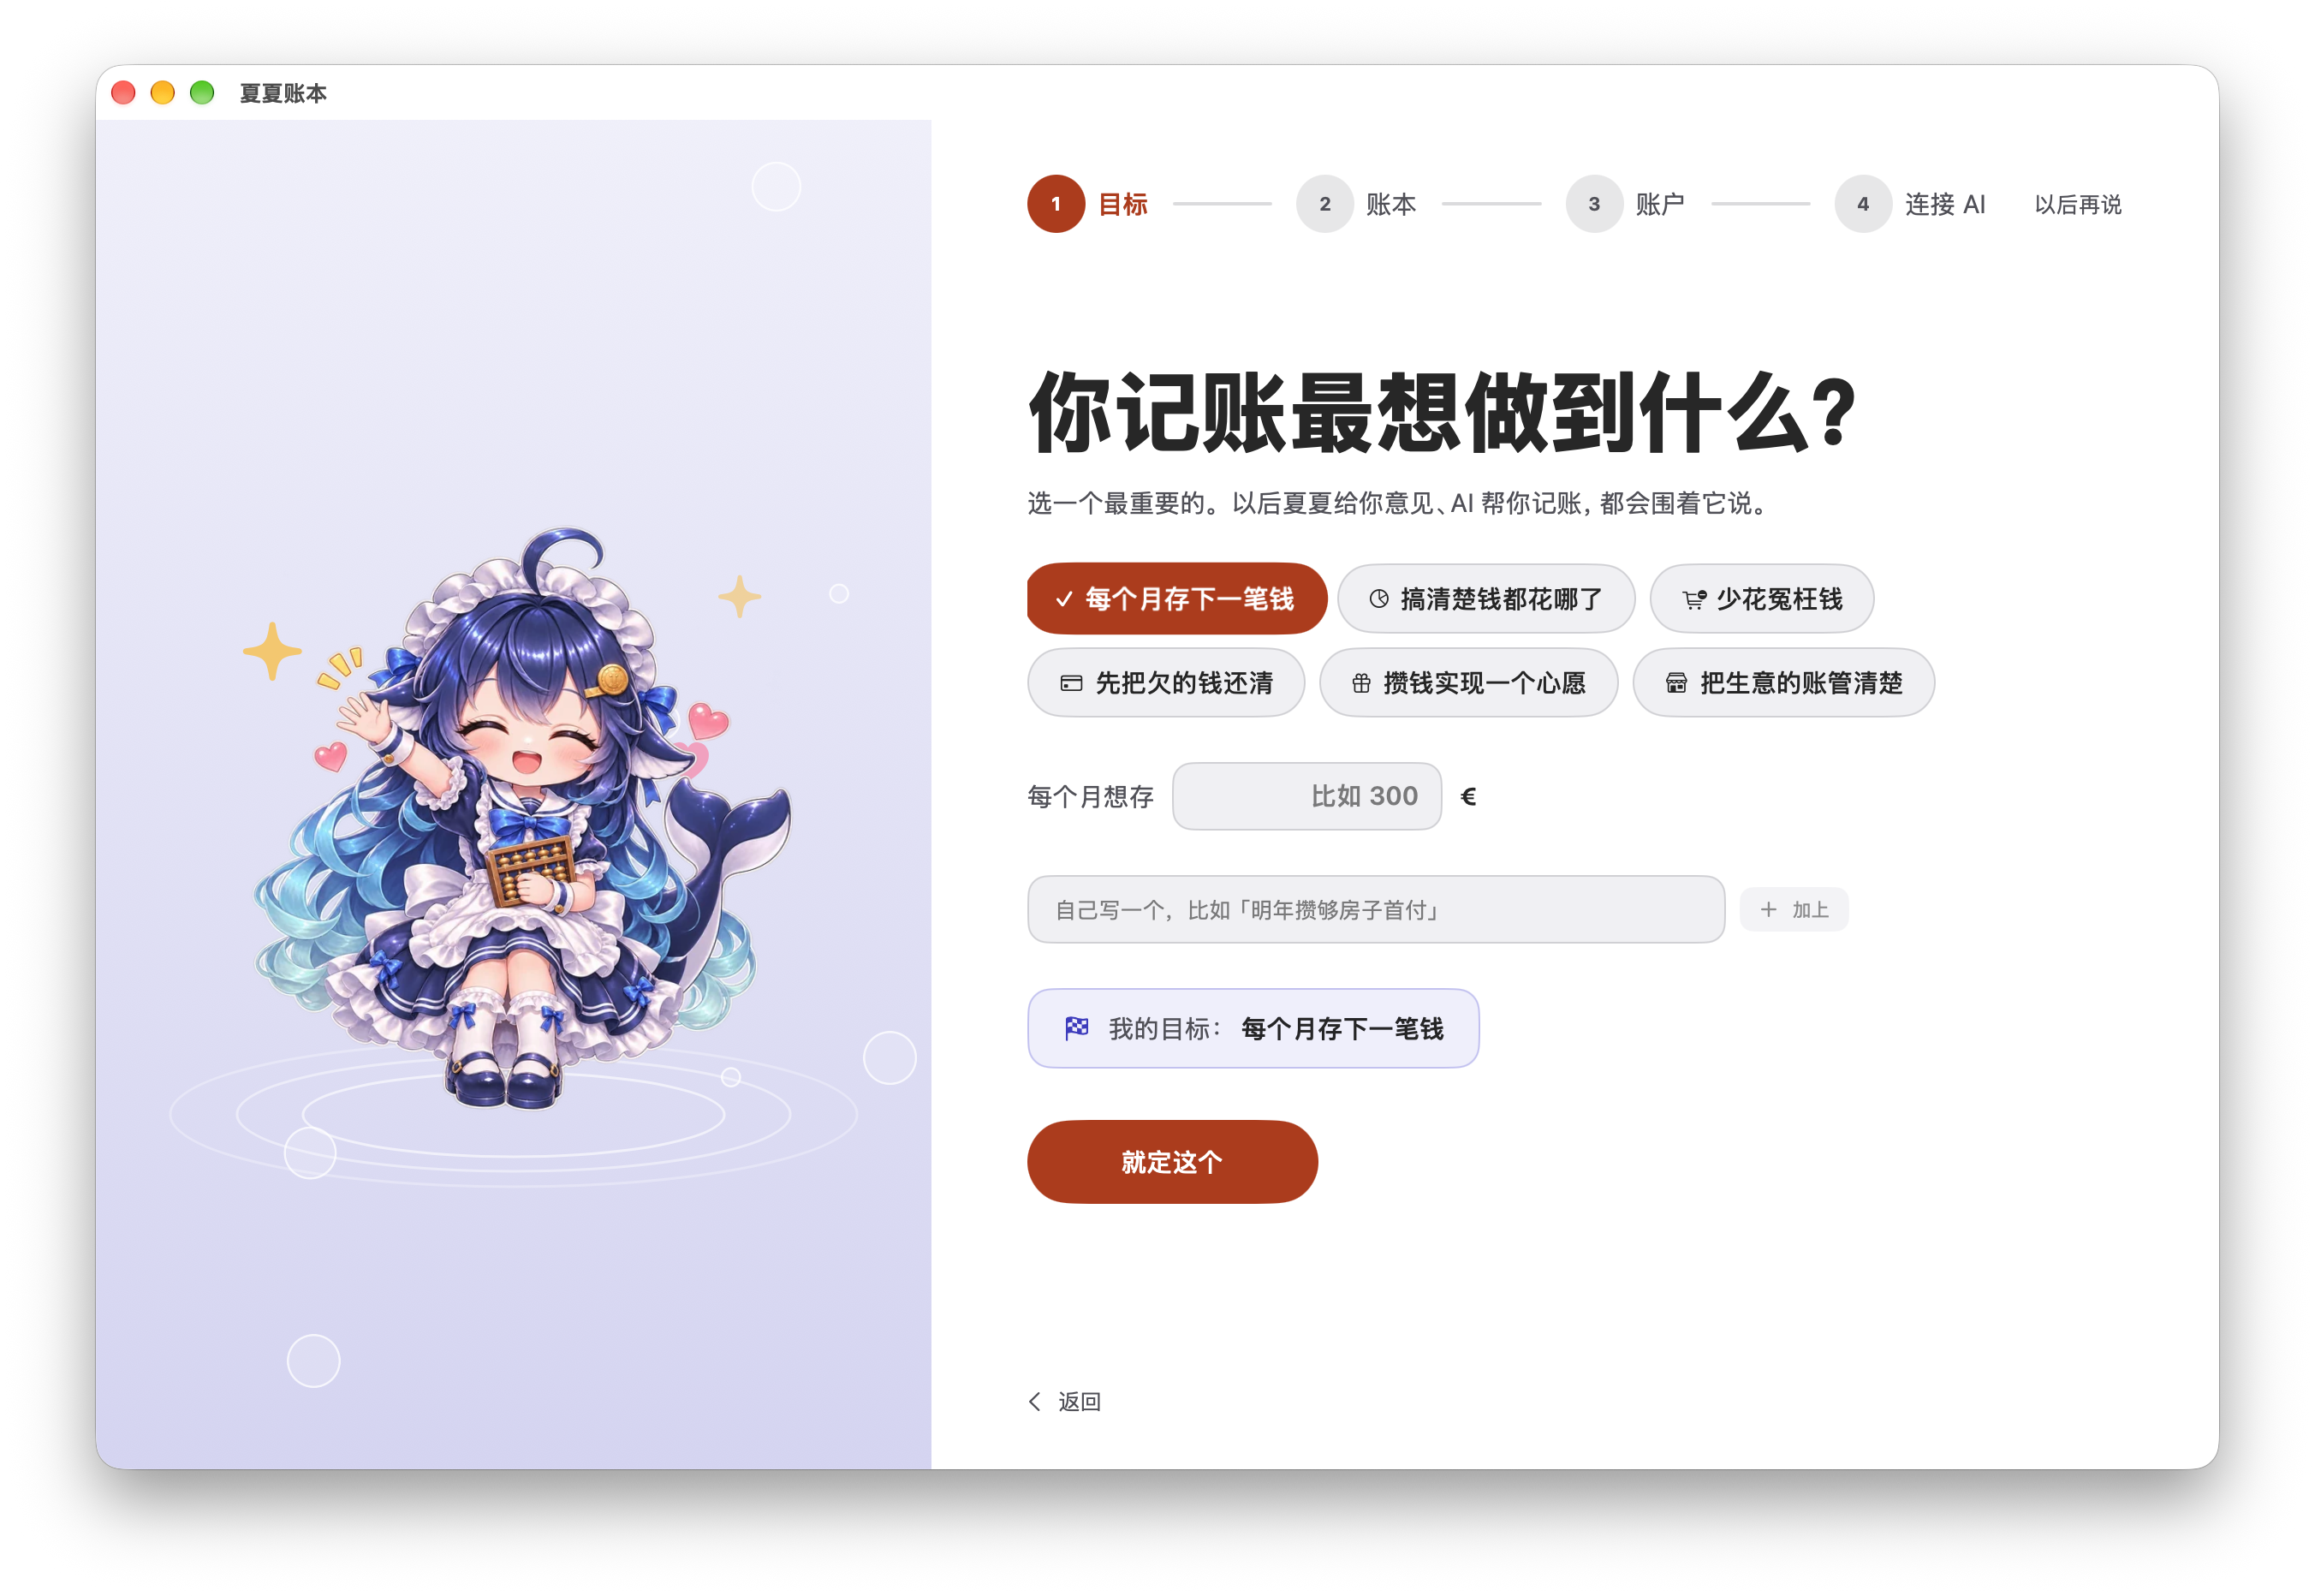 夏夏账本
1 目标 2 账本 3 账户 4 连接 AI 以后再说
你记账最想做到什么？
选一个最重要的。以后夏夏给你意见、AI 帮你记账，都会围着它说。
每个月存下一笔钱 搞清楚钱都花哪了 少花冤枉钱
先把欠的钱还清 攒钱实现一个心愿 把生意的账管清楚
每个月想存 比如 300 €
自己写一个，比如「明年攒够房子首付」 + 加上
我的目标： 每个月存下一笔钱
就定这个
返回